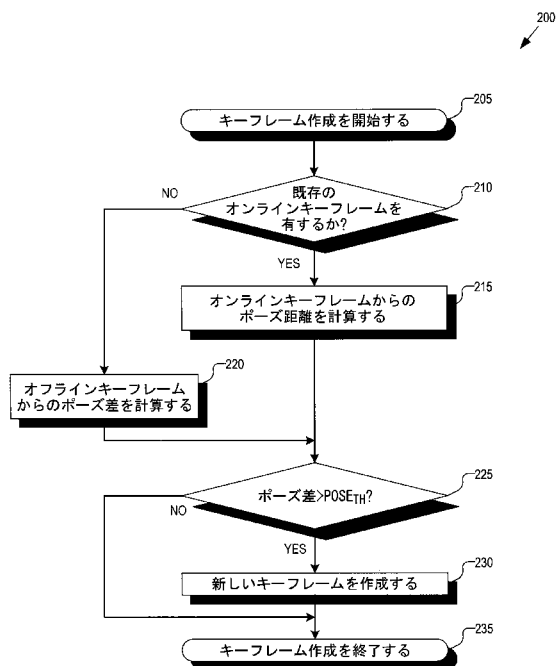 200
キーフレーム作成を開始する
205
既存の
オンラインキーフレームを
有するか?
210
NO
YES
オンラインキーフレームからの
ポーズ距離を計算する
215
オフラインキーフレーム
からのポーズ差を計算する
220
ポーズ差>POSETH?
225
NO
YES
新しいキーフレームを作成する
230
キーフレーム作成を終了する
235